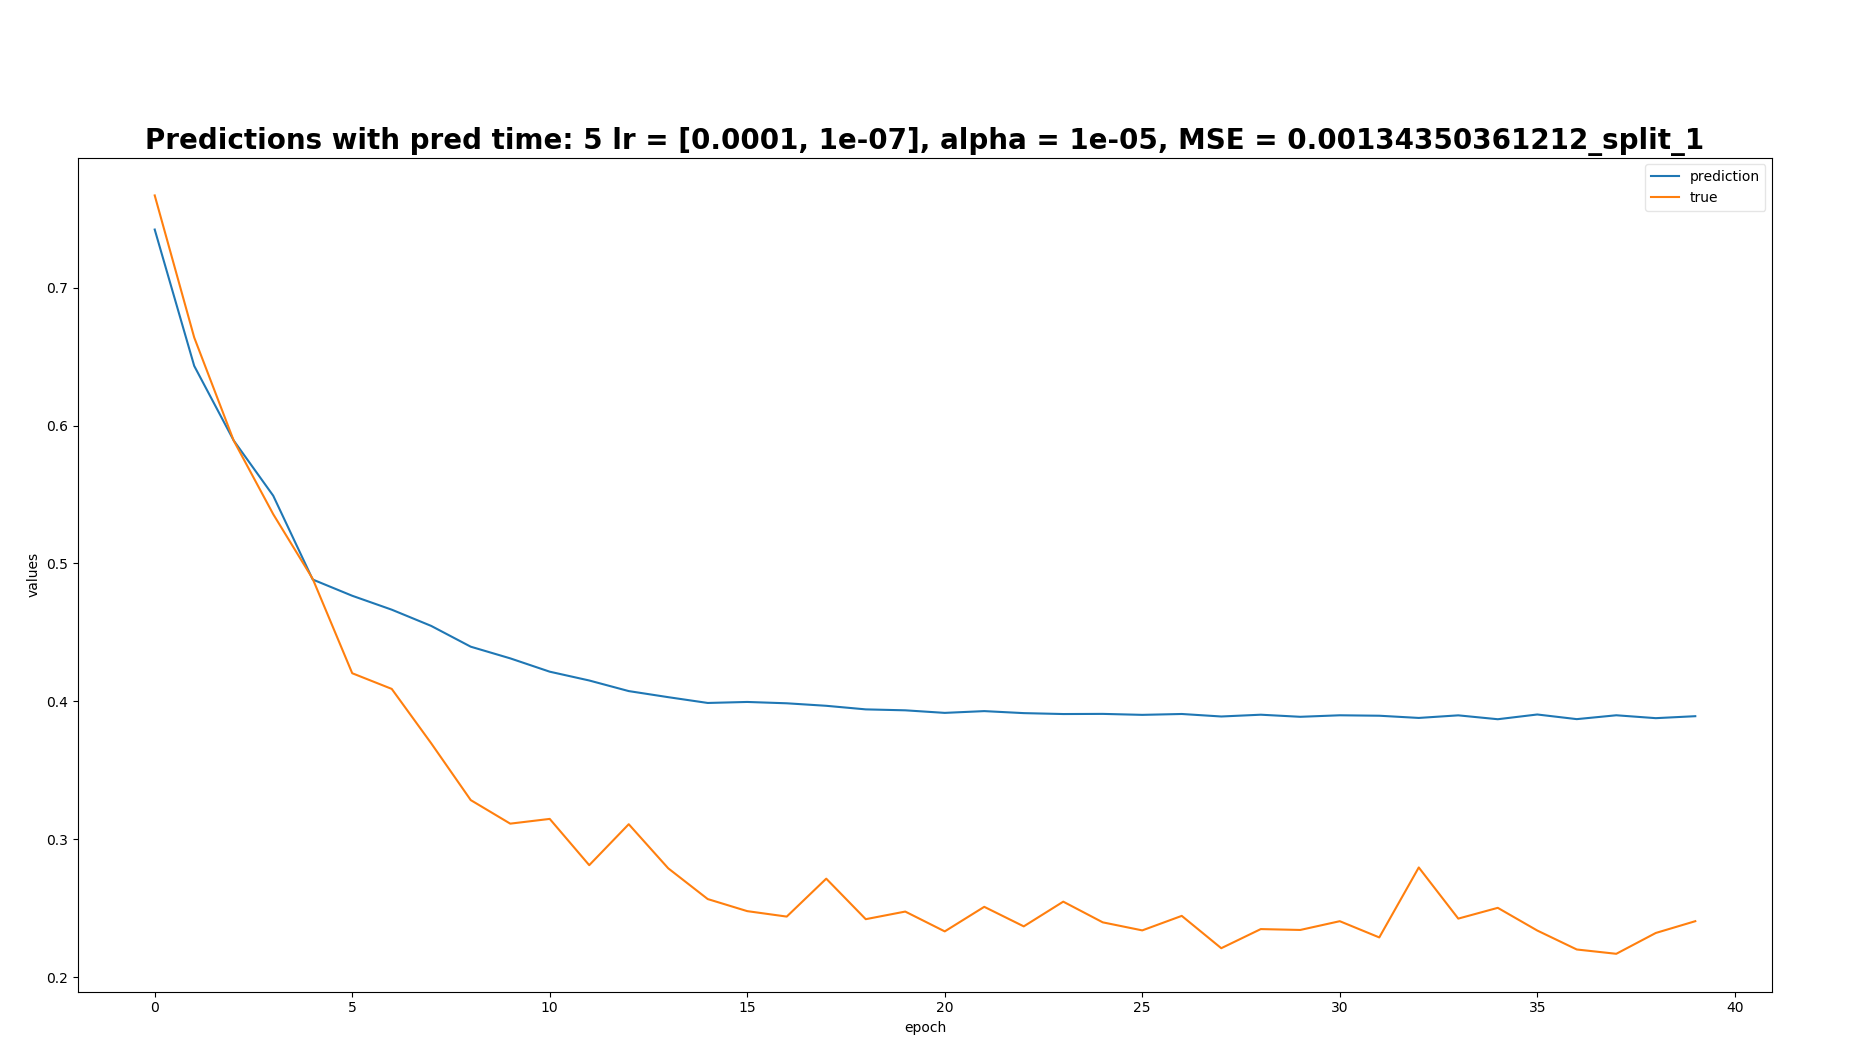 Predictions with pred time: 5 lr = [0.0001, 1e-07], alpha = 1e-05, MSE = 0.00134350361212_split_1
prediction
true
values
0.7
0.6
0.5
0.4
0.3
0.2
0 5 10 15 20 25 30 35 40
epoch